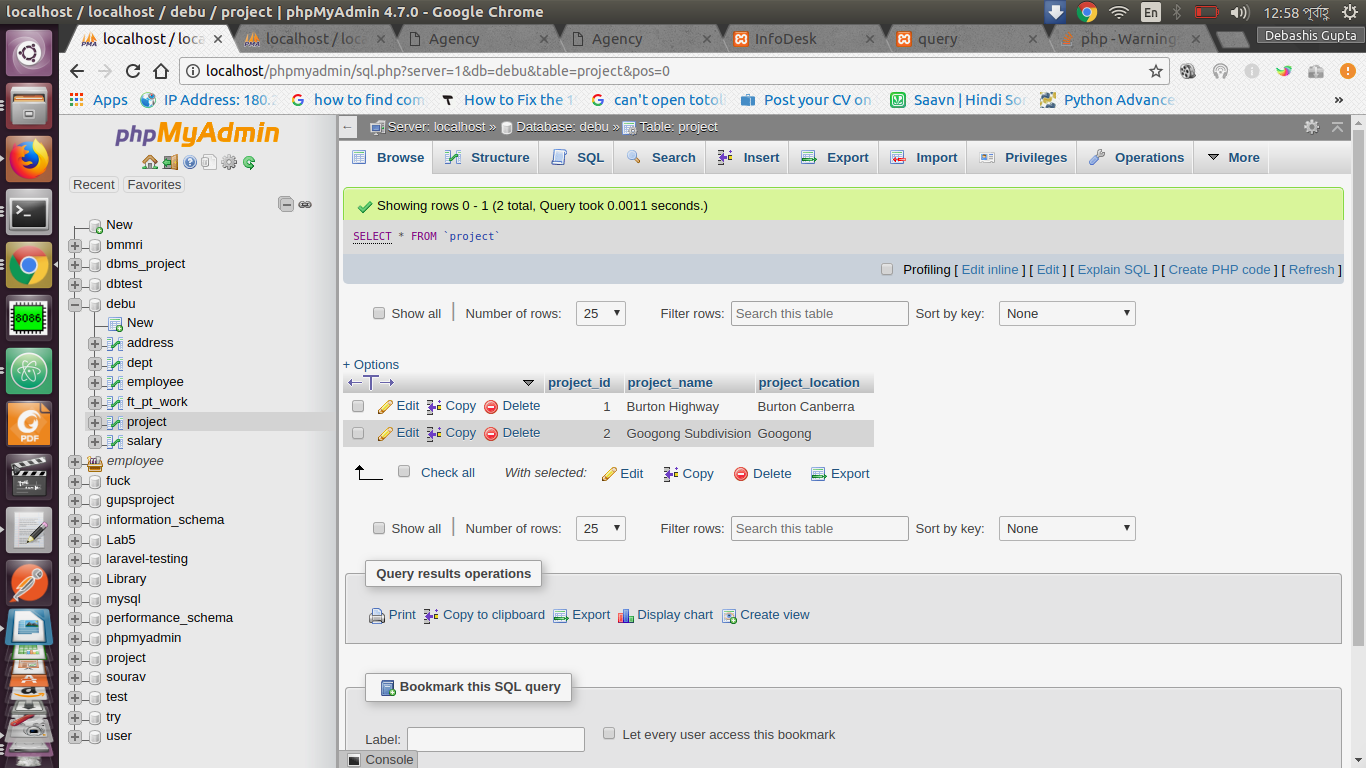 localhost / localhost / debu / project | phpMyAdmin 4.7.0 - Google Chrome
En
12:58 পূর্বাহ্ণ
localhost / loca
localhost / loca
Agency
Agency
InfoDesk
query
php - Warning
Debashis Gupta
localhost/phpmyadmin/sql.php?server=1&db=debu&table=project&pos=0
Apps
IP Address: 180.
how to find com
How to Fix the
can't open toto
Post your CV on
Saavn | Hindi So
Python Advance
»
phpMyAdmin
Recent Favorites
New
bmmri
dbms_project
dbtest
debu
New
address
dept
employee
ft_pt_work
project
salary
employee
fuck
gupsproject
information_schema
Lab5
laravel-testing
Library
mysql
performance_schema
phpmyadmin
project
sourav
test
try
user
8086
PDF
Server: localhost » Database: debu » Table: project
Browse Structure SQL Search Insert Export Import Privileges Operations More
Showing rows 0 - 1 (2 total, Query took 0.0011 seconds.)
SELECT * FROM `project`
Profiling [ Edit inline ] [ Edit ] [ Explain SQL ] [ Create PHP code ] [ Refresh ]
Show all | Number of rows: 25 Filter rows: Search this table Sort by key: None
+ Options
←T→ project_id project_name project_location
Edit Copy Delete 1 Burton Highway Burton Canberra
Edit Copy Delete 2 Googong Subdivision Googong
Check all With selected: Edit Copy Delete Export
Show all | Number of rows: 25 Filter rows: Search this table Sort by key: None
Query results operations
Print Copy to clipboard Export Display chart Create view
Bookmark this SQL query
Label: Let every user access this bookmark
Console